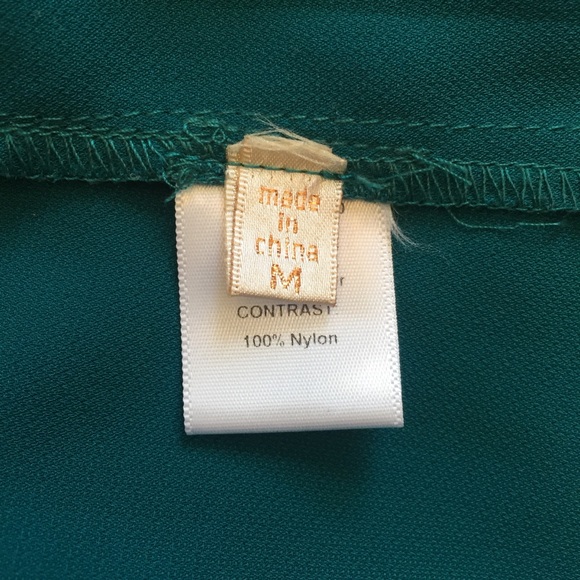 made
in
china
M
CONTRAST:
100% Nylon